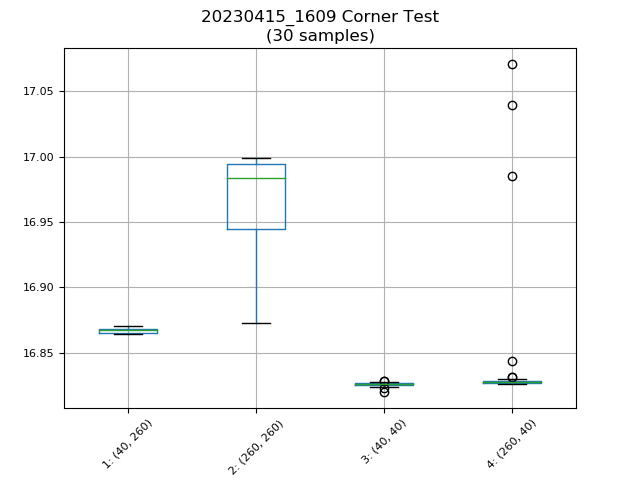 20230415_1609 Corner Test
(30 samples)
17.05
17.00
16.95
16.90
16.85
1: (40, 260)
2: (260, 260)
3: (40, 40)
4: (260, 40)